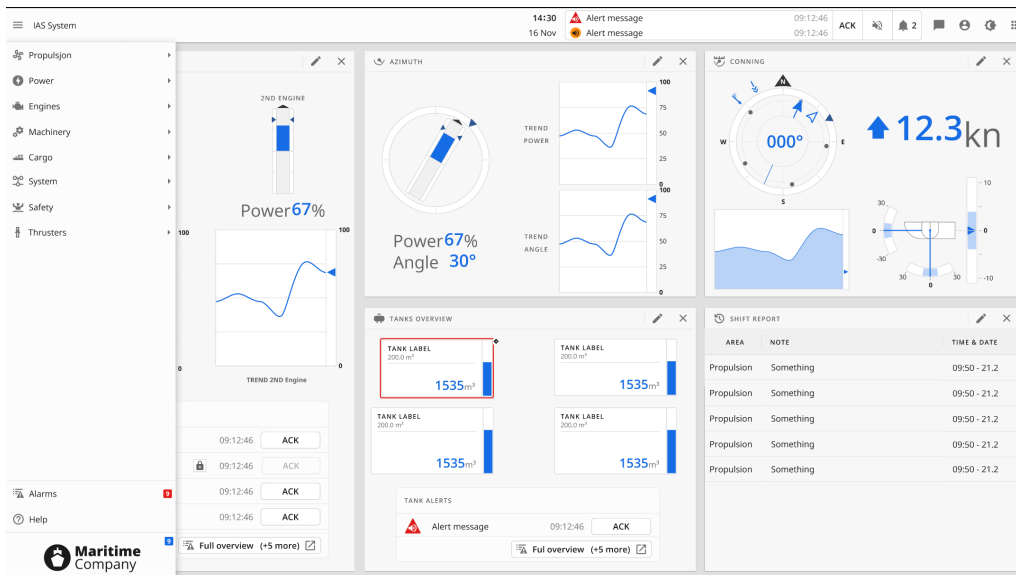 IAS System
14:30
16 Nov
Alert message 09:12:46
Alert message 09:12:46
ACK
2
Propulsjon
Power
Engines
Machinery
Cargo
System
Safety
Thrusters
Alarms 9
Help
9
Maritime
Company
2ND ENGINE
Power67%
100
100
0
0
TREND 2ND Engine
09:12:46 ACK
09:12:46 ACK
09:12:46 ACK
09:12:46 ACK
Full overview (+5 more)
AZIMUTH
Power67%
Angle 30°
TREND
POWER
100
75
50
25
0
TREND
ANGLE
100
75
50
25
0
TANKS OVERVIEW
TANK LABEL
200.0 m³
1535m³
TANK LABEL
200.0 m³
1535m³
TANK LABEL
200.0 m³
1535m³
TANK LABEL
200.0 m³
1535m³
TANK ALERTS
Alert message 09:12:46 ACK
Ful overview (+5 more)
CONNING
N
W
E
S
000°
12.3kn
30
0
-30
30
0
30
- 10
- 0
- 10
SHIFT REPORT
AREA NOTE TIME & DATE
Propulsion Something 09:50 - 21.2
Propulsion Something 09:50 - 21.2
Propulsion Something 09:50 - 21.2
Propulsion Something 09:50 - 21.2
Propulsion Something 09:50 - 21.2